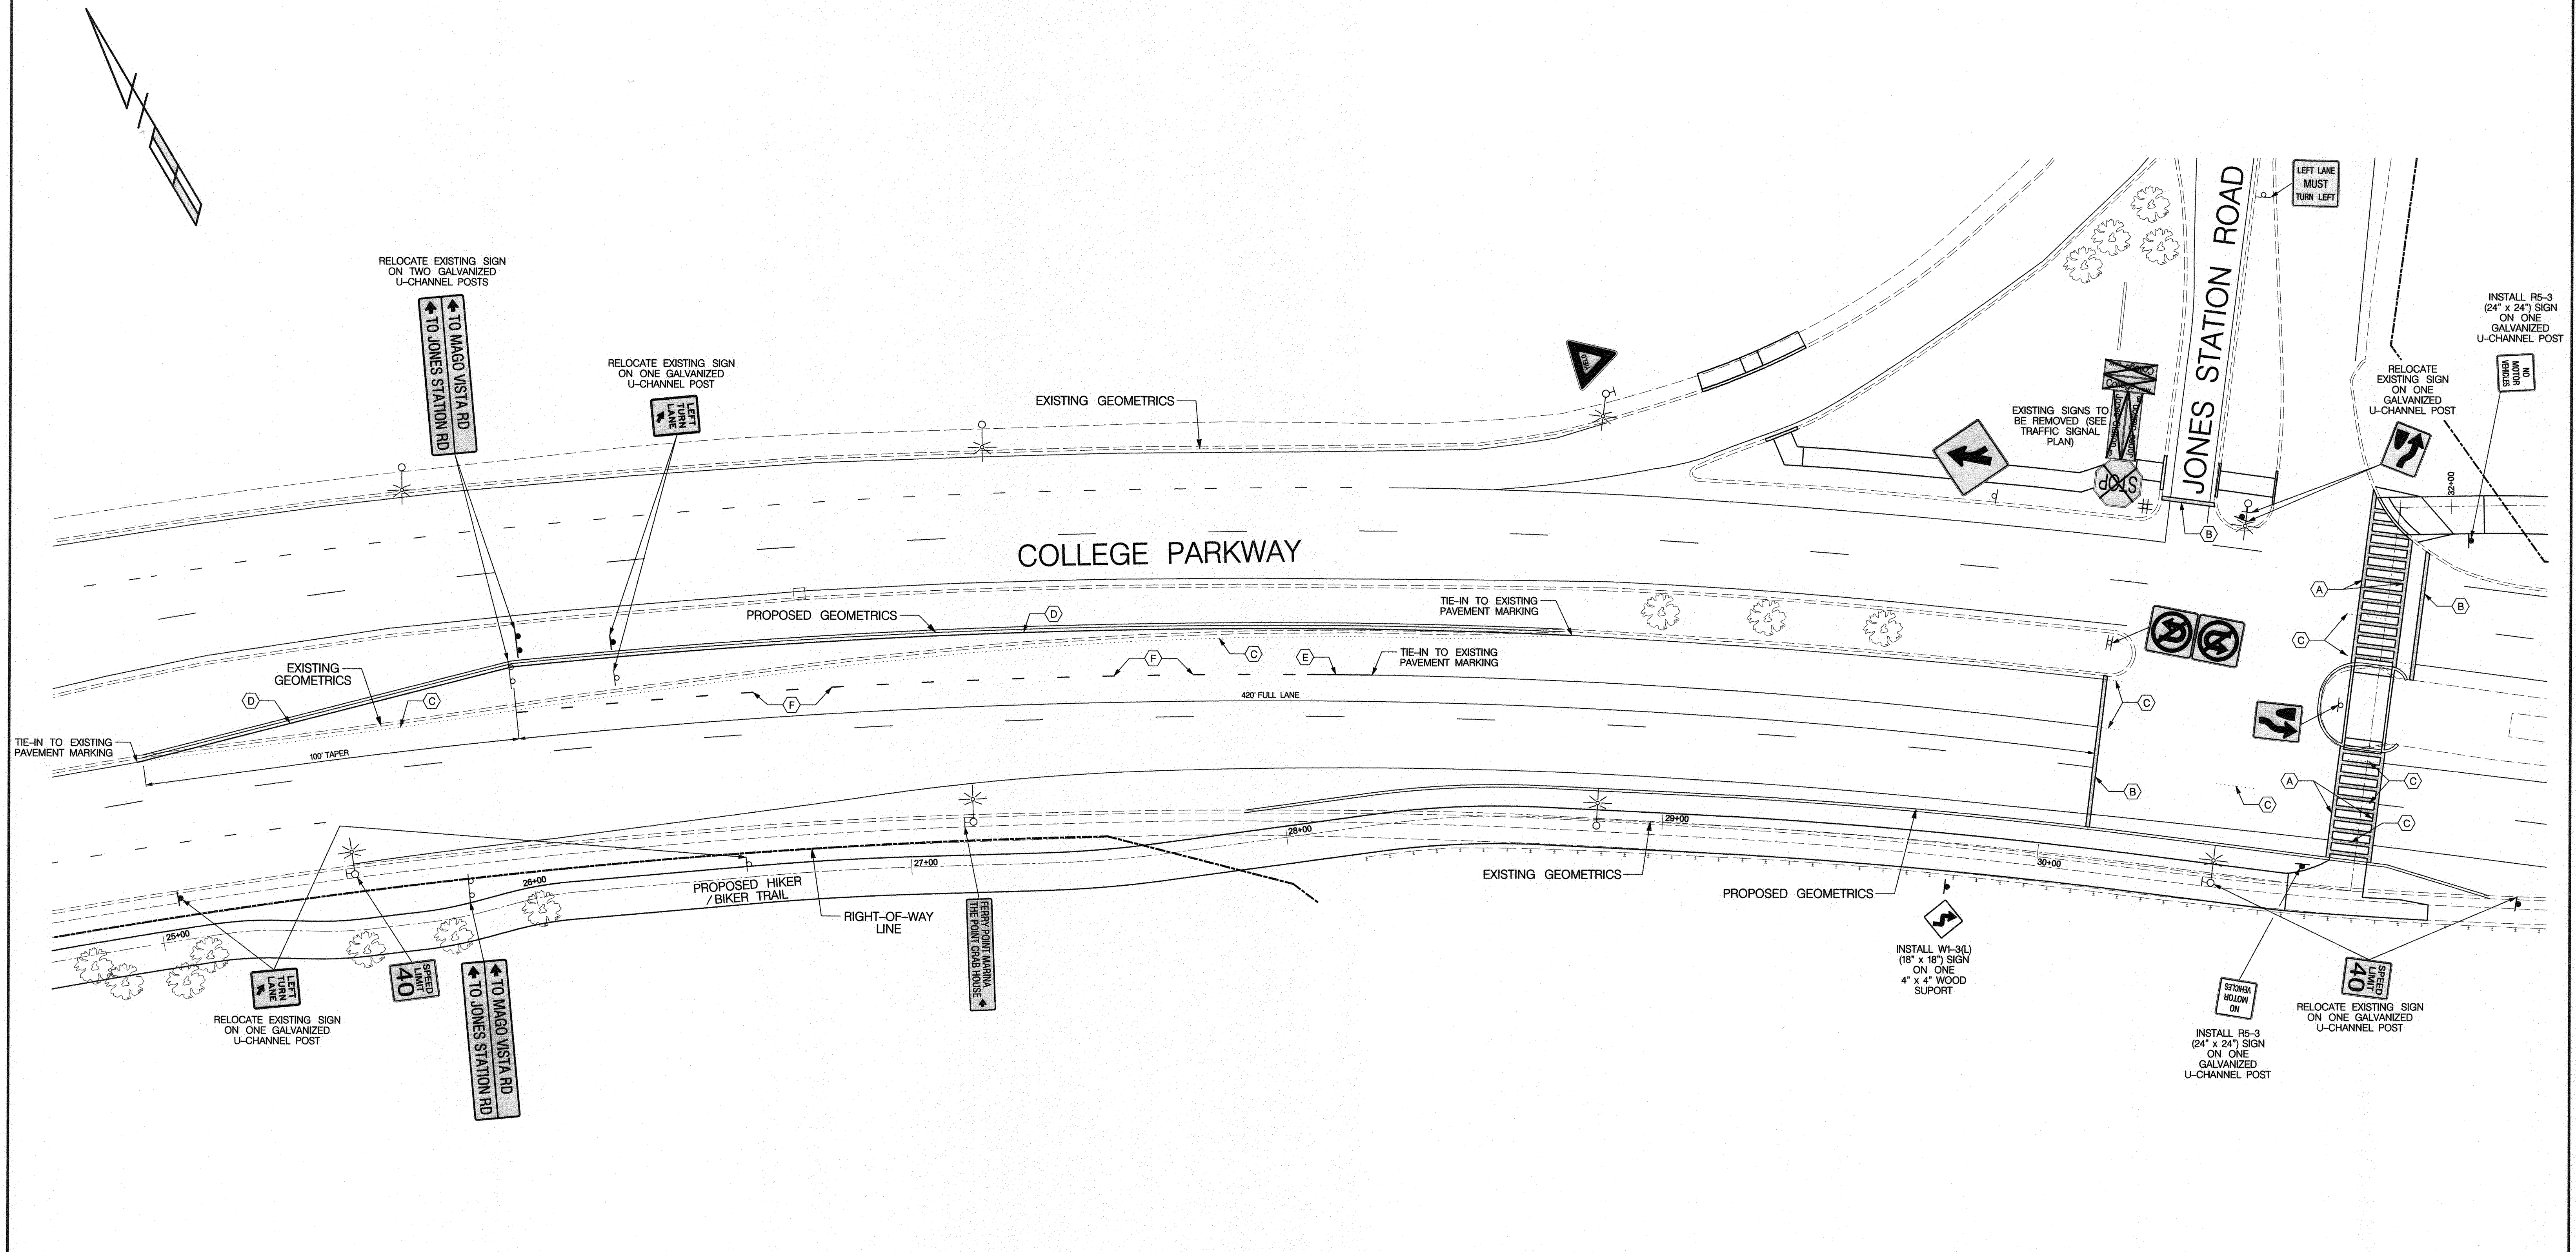 RELOCATE EXISTING SIGN
ON TWO GALVANIZED
U-CHANNEL POSTS
TO MAGO VISTA RD
TO JONES STATION RD
RELOCATE EXISTING SIGN
ON ONE GALVANIZED
U-CHANNEL POST
LEFT
TURN
LANE
EXISTING GEOMETRICS
YIELD
COLLEGE PARKWAY
JONES STATION ROAD
LEFT LANE
MUST
TURN LEFT
EXISTING SIGNS TO
BE REMOVED (SEE
TRAFFIC SIGNAL
PLAN)
STOP
INSTALL R5-3
(24" x 24") SIGN
ON ONE
GALVANIZED
U-CHANNEL POST
NO
MOTOR
VEHICLES
RELOCATE
EXISTING SIGN
ON ONE
GALVANIZED
U-CHANNEL POST
32+00
B
A
B
C
PROPOSED GEOMETRICS
D
TIE-IN TO EXISTING
PAVEMENT MARKING
EXISTING
GEOMETRICS
D
C
F
F
C
E
TIE-IN TO EXISTING
PAVEMENT MARKING
420' FULL LANE
TIE-IN TO EXISTING
PAVEMENT MARKING
100' TAPER
C
B
A
C
C
C
25+00
26+00
27+00
28+00
29+00
30+00
PROPOSED HIKER
/BIKER TRAIL
RIGHT-OF-WAY
LINE
EXISTING GEOMETRICS
PROPOSED GEOMETRICS
LEFT
TURN
LANE
RELOCATE EXISTING SIGN
ON ONE GALVANIZED
U-CHANNEL POST
SPEED
LIMIT
40
TO MAGO VISTA RD
TO JONES STATION RD
FERRY POINT MARINA
THE POINT CRAB HOUSE
INSTALL W1-3(L)
(18" x 18") SIGN
ON ONE
4" x 4" WOOD
SUPORT
NO
MOTOR
VEHICLES
INSTALL R5-3
(24" x 24") SIGN
ON ONE
GALVANIZED
U-CHANNEL POST
SPEED
LIMIT
40
RELOCATE EXISTING SIGN
ON ONE GALVANIZED
U-CHANNEL POST